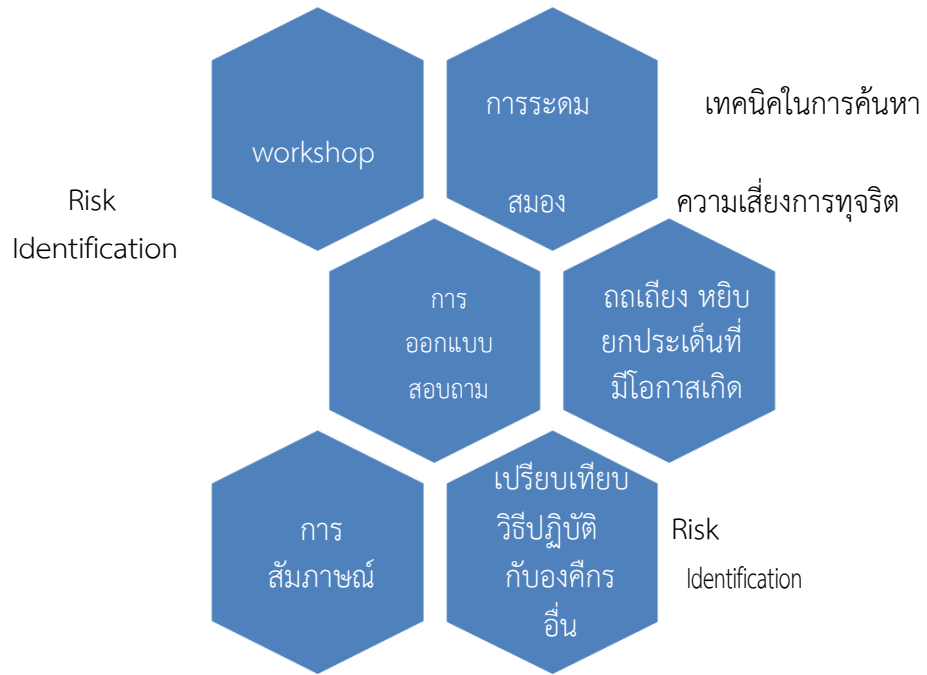 การระดม
สมอง
เทคนิคในการค้นหา
ความเสี่ยงการทุจริต
workshop
Risk
Identification
การ
ออกแบบ
สอบถาม
ถถเถียง หยิบ
ยกประเด็นที่
มีโอกาสเกิด
การ
สัมภาษณ์
เปรียบเทียบ
วิธีปฏิบัติ
กับองคืกร
อื่น
Risk
Identification